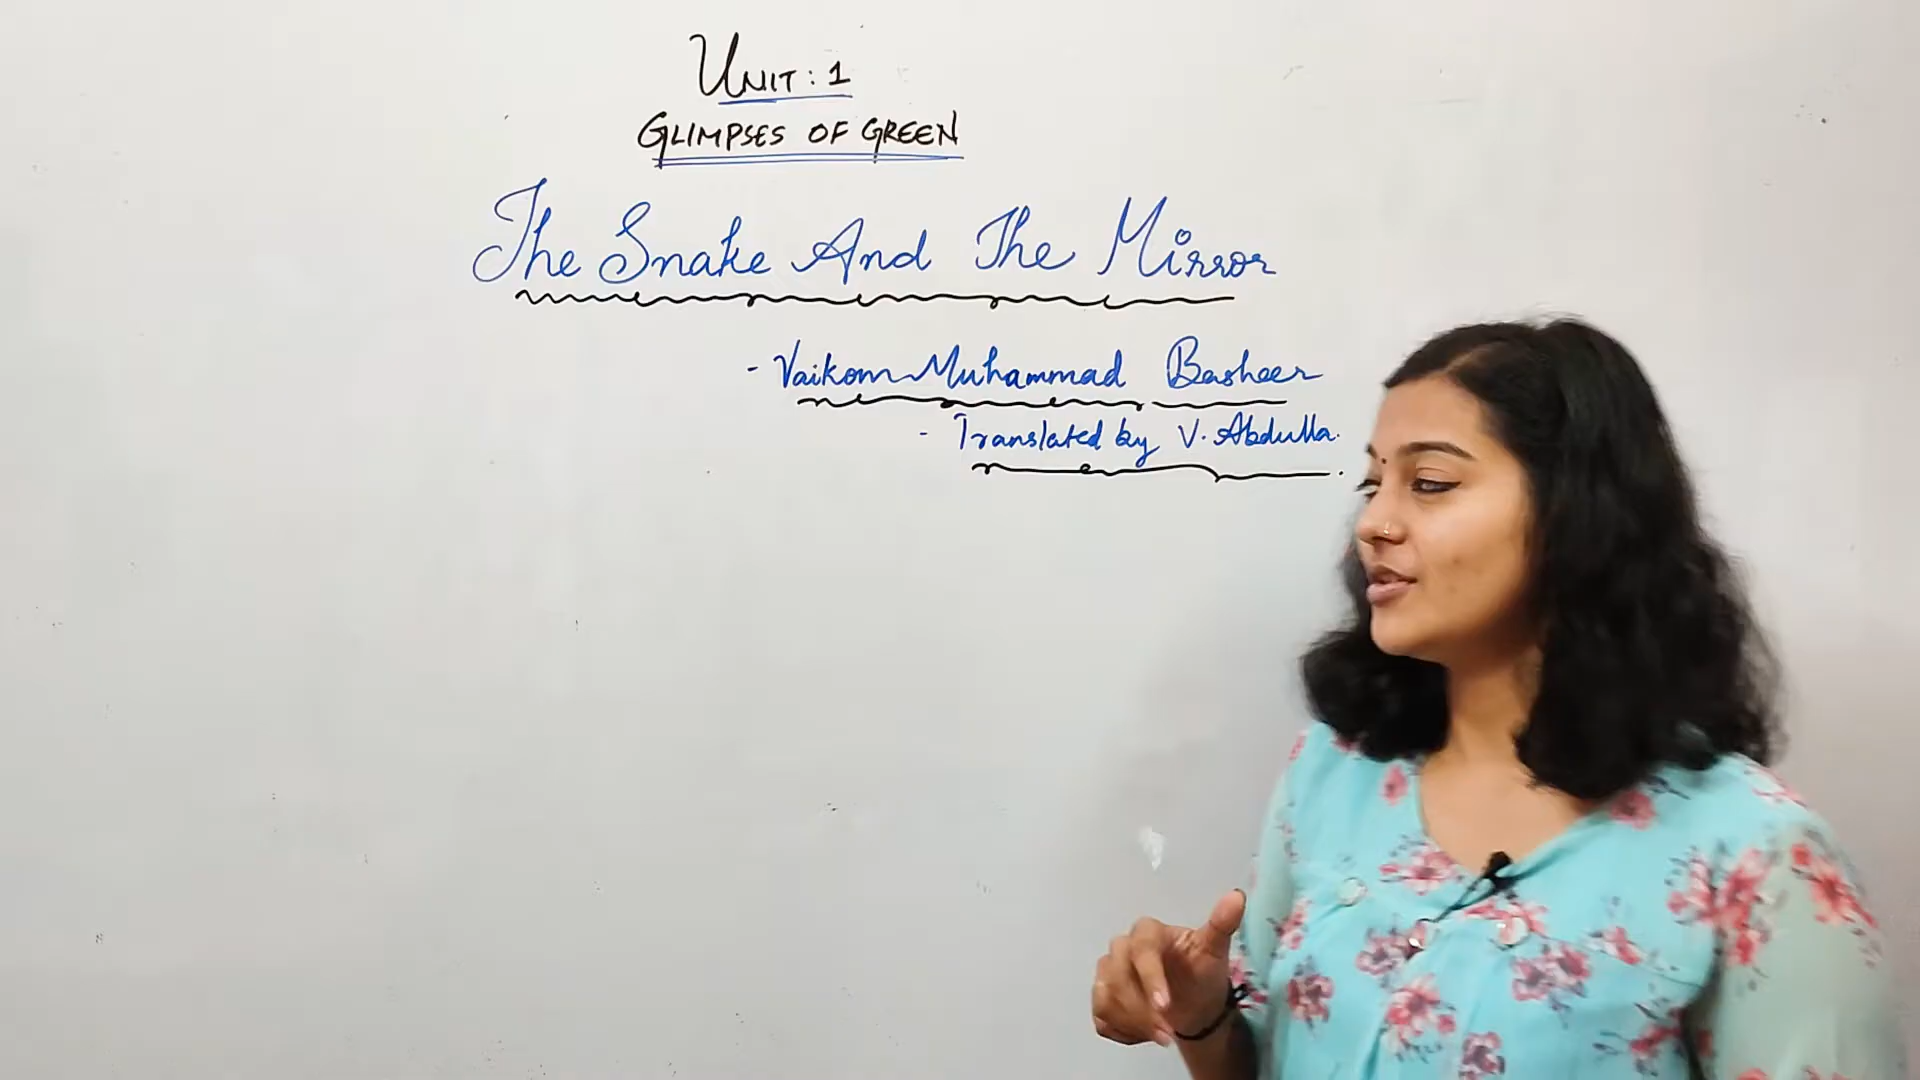 UNIT: 1
GLIMPSES OF GREEN
The Snake And The Mirror
- Vaikom Muhammad Basheer
- Translated by V. Abdulla.